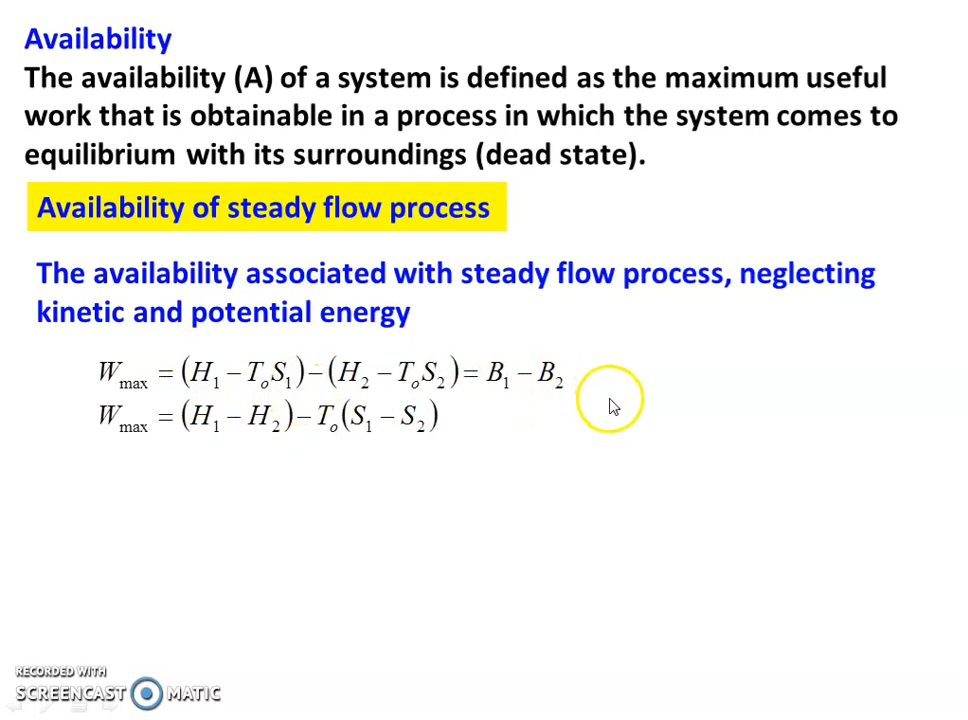 Availability
The availability (A) of a system is defined as the maximum useful
work that is obtainable in a process in which the system comes to
equilibrium with its surroundings (dead state).
Availability of steady flow process
The availability associated with steady flow process, neglecting
kinetic and potential energy
W_max = (H_1 − T_o S_1) − (H_2 − T_o S_2) = B_1 − B_2
W_max = (H_1 − H_2) − T_o (S_1 − S_2)
RECORDED WITH
SCREENCAST MATIC